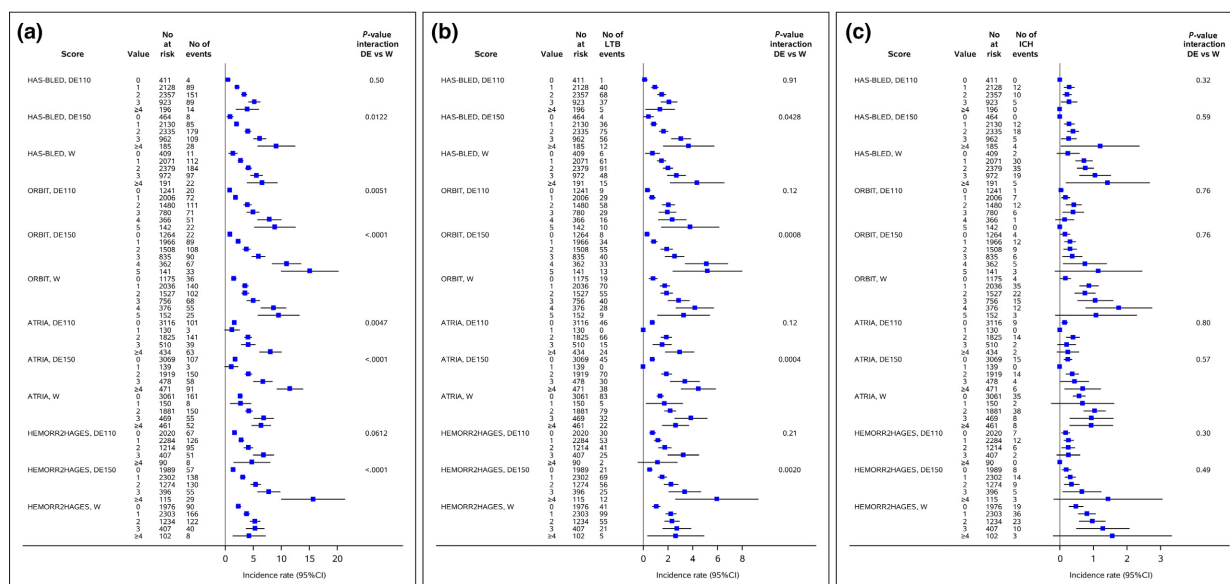 (a)
No at risk
No of events
P-value interaction DE vs W
Score Value
HAS-BLED, DE110 0 411 4 0.50
1 2128 89
2 2357 151
3 923 89
≥4 196 14
HAS-BLED, DE150 0 464 8 0.0122
1 2130 85
2 2335 179
3 962 109
≥4 185 28
HAS-BLED, W 0 409 11
1 2071 112
2 2379 184
3 972 97
≥4 191 22
ORBIT, DE110 0 1241 20 0.0051
1 2006 72
2 1480 111
3 780 71
4 366 51
5 142 22
ORBIT, DE150 0 1264 22 <0001
1 1966 89
2 1508 108
3 835 90
4 362 67
5 141 33
ORBIT, W 0 1175 36
1 2036 140
2 1527 102
3 756 68
4 376 55
5 152 25
ATRIA, DE110 0 3116 101 0.0047
1 130 3
2 1825 141
3 510 39
≥4 434 63
ATRIA, DE150 0 3069 107 <0001
1 139 3
2 1919 150
3 478 58
≥4 471 91
ATRIA, W 0 3061 161
1 150 8
2 1881 150
3 469 55
≥4 461 52
HEMORR2HAGES, DE110 0 2020 67 0.0612
1 2284 126
2 1214 95
3 407 51
≥4 90 8
HEMORR2HAGES, DE150 0 1989 57 <0001
1 2302 138
2 1274 130
3 396 55
≥4 115 29
HEMORR2HAGES, W 0 1976 90
1 2303 166
2 1234 122
3 407 40
≥4 102 8
0 5 10 15 20
Incidence rate (95%CI)
(b)
No at risk
No of LTB events
P-value interaction DE vs W
Score Value
HAS-BLED, DE110 0 411 1 0.91
1 2128 40
2 2357 68
3 923 37
≥4 196 5
HAS-BLED, DE150 0 464 4 0.0428
1 2130 36
2 2335 75
3 962 56
≥4 185 12
HAS-BLED, W 0 409 6
1 2071 61
2 2379 91
3 972 48
≥4 191 15
ORBIT, DE110 0 1241 9 0.12
1 2006 29
2 1480 58
3 780 29
4 366 16
5 142 10
ORBIT, DE150 0 1264 8 0.0008
1 1966 34
2 1508 55
3 835 40
4 362 33
5 141 13
ORBIT, W 0 1175 19
1 2036 70
2 1527 55
3 756 40
4 376 28
5 152 9
ATRIA, DE110 0 3116 46 0.12
1 130 0
2 1825 66
3 510 15
≥4 434 24
ATRIA, DE150 0 3069 45 0.0004
1 139 0
2 1919 70
3 478 30
≥4 471 38
ATRIA, W 0 3061 83
1 150 5
2 1881 79
3 469 32
≥4 461 22
HEMORR2HAGES, DE110 0 2020 30 0.21
1 2284 53
2 1214 41
3 407 25
≥4 90 2
HEMORR2HAGES, DE150 0 1989 21 0.0020
1 2302 69
2 1274 56
3 396 25
≥4 115 12
HEMORR2HAGES, W 0 1976 41
1 2303 99
2 1234 55
3 407 21
≥4 102 5
0 2 4 6 8
Incidence rate (95%CI)
(c)
No at risk
No of ICH events
P-value interaction DE vs W
Score Value
HAS-BLED, DE110 0 411 0 0.32
1 2128 12
2 2357 10
3 923 5
≥4 196 0
HAS-BLED, DE150 0 464 0 0.59
1 2130 12
2 2335 18
3 962 5
≥4 185 4
HAS-BLED, W 0 409 2
1 2071 30
2 2379 35
3 972 19
≥4 191 5
ORBIT, DE110 0 1241 1 0.76
1 2006 7
2 1480 12
3 780 6
4 366 1
5 142 0
ORBIT, DE150 0 1264 4 0.76
1 1966 12
2 1508 9
3 835 6
4 362 5
5 141 3
ORBIT, W 0 1175 4
1 2036 35
2 1527 22
3 756 15
4 376 12
5 152 3
ATRIA, DE110 0 3116 9 0.80
1 130 0
2 1825 14
3 510 2
≥4 434 2
ATRIA, DE150 0 3069 15 0.57
1 139 0
2 1919 14
3 478 4
≥4 471 6
ATRIA, W 0 3061 35
1 150 2
2 1881 38
3 469 8
≥4 461 8
HEMORR2HAGES, DE110 0 2020 7 0.30
1 2284 12
2 1214 6
3 407 2
≥4 90 0
HEMORR2HAGES, DE150 0 1989 8 0.49
1 2302 14
2 1274 9
3 396 5
≥4 115 3
HEMORR2HAGES, W 0 1976 19
1 2303 36
2 1234 23
3 407 10
≥4 102 3
0 1 2 3
Incidence rate (95%CI)